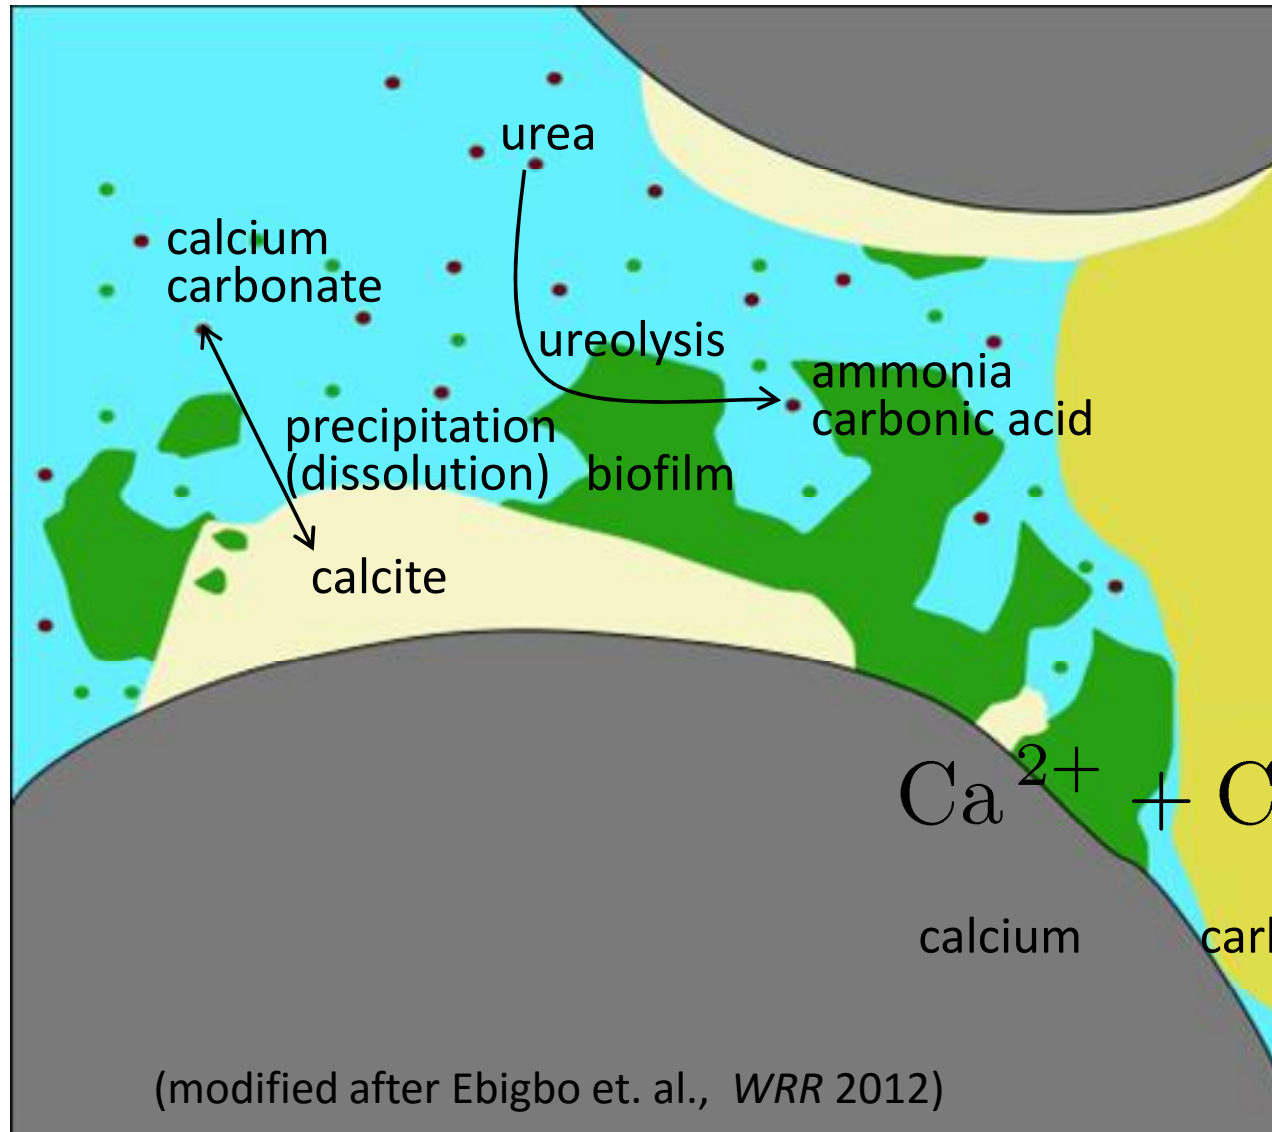 urea
calcium
carbonate
ureolysis
ammonia
carbonic acid
precipitation
(dissolution)
biofilm
calcite
Ca²⁺ + C
calcium
(modified after Ebigbo et. al., WRR 2012)